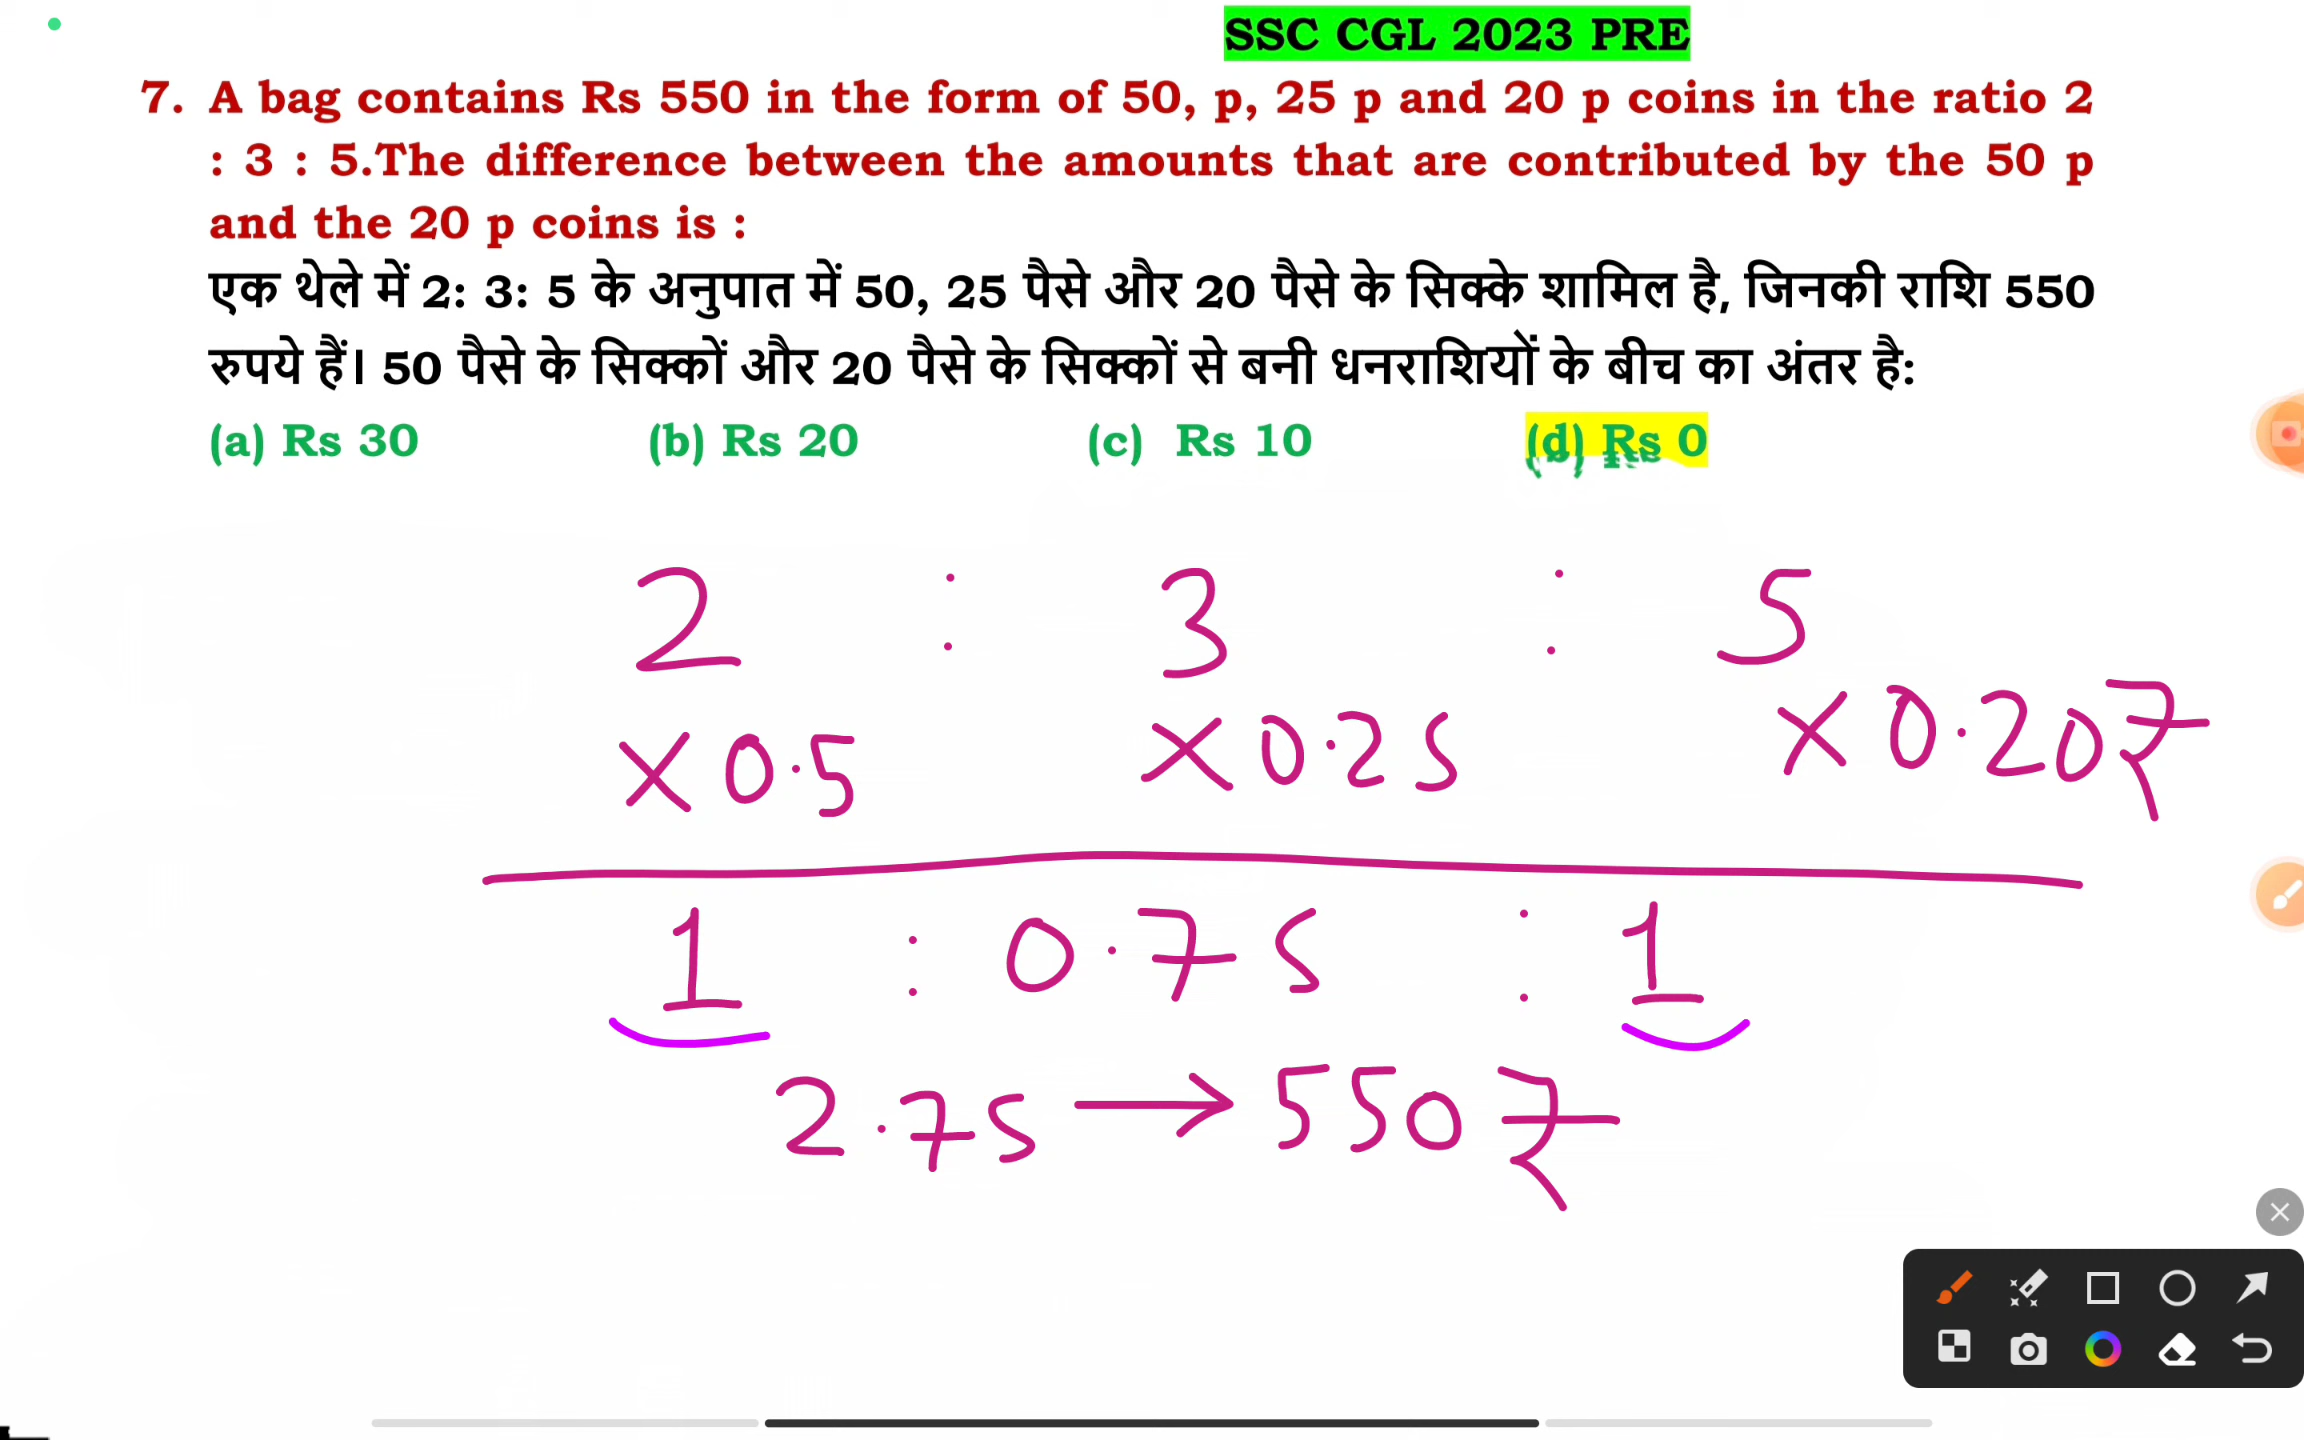 SSC CGL 2023 PRE
7. A bag contains Rs 550 in the form of 50, p, 25 p and 20 p coins in the ratio 2
: 3 : 5.The difference between the amounts that are contributed by the 50 p
and the 20 p coins is :
एक थेले में 2: 3: 5 के अनुपात में 50, 25 पैसे और 20 पैसे के सिक्के शामिल है, जिनकी राशि 550
रुपये हैं। 50 पैसे के सिक्कों और 20 पैसे के सिक्कों से बनी धनराशियों के बीच का अंतर है:
(a) Rs 30 (b) Rs 20 (c) Rs 10 (d) Rs 0
2 : 3 : 5
×0.5 ×0.25 ×0.20₹
1 : 0.75 : 1
2.75 → 550₹